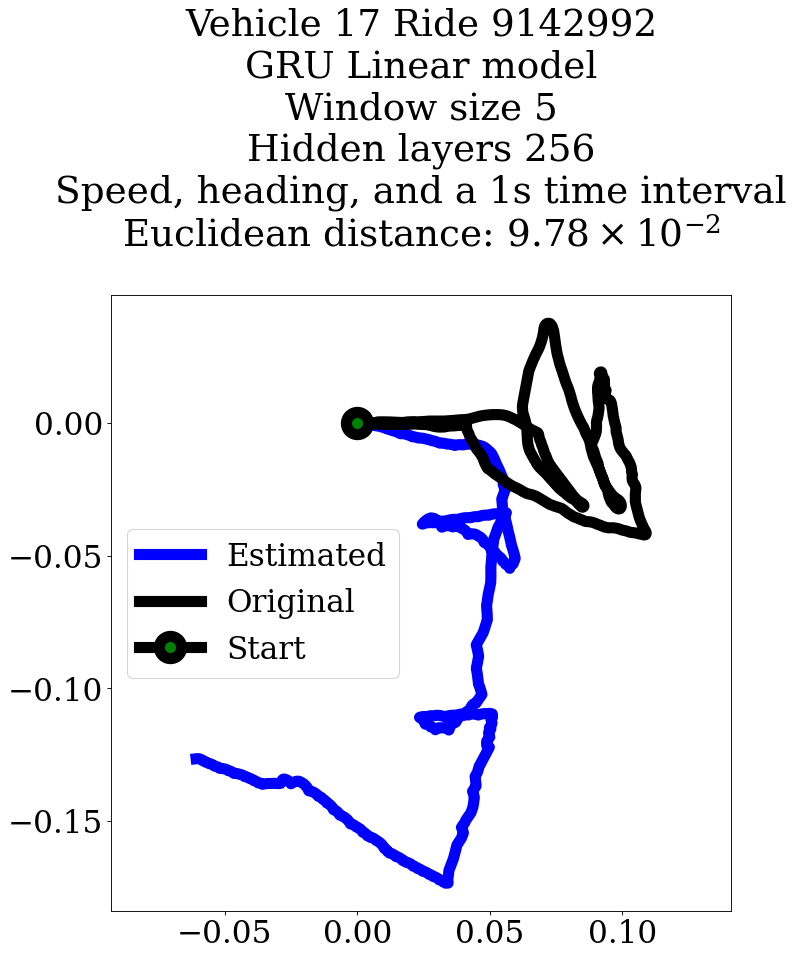 Vehicle 17 Ride 9142992
GRU Linear model
Window size 5
Hidden layers 256
Speed, heading, and a 1s time interval
Euclidean distance: 9.78 × 10⁻²
0.00
−0.05
−0.10
−0.15
Estimated
Original
Start
−0.05 0.00 0.05 0.10